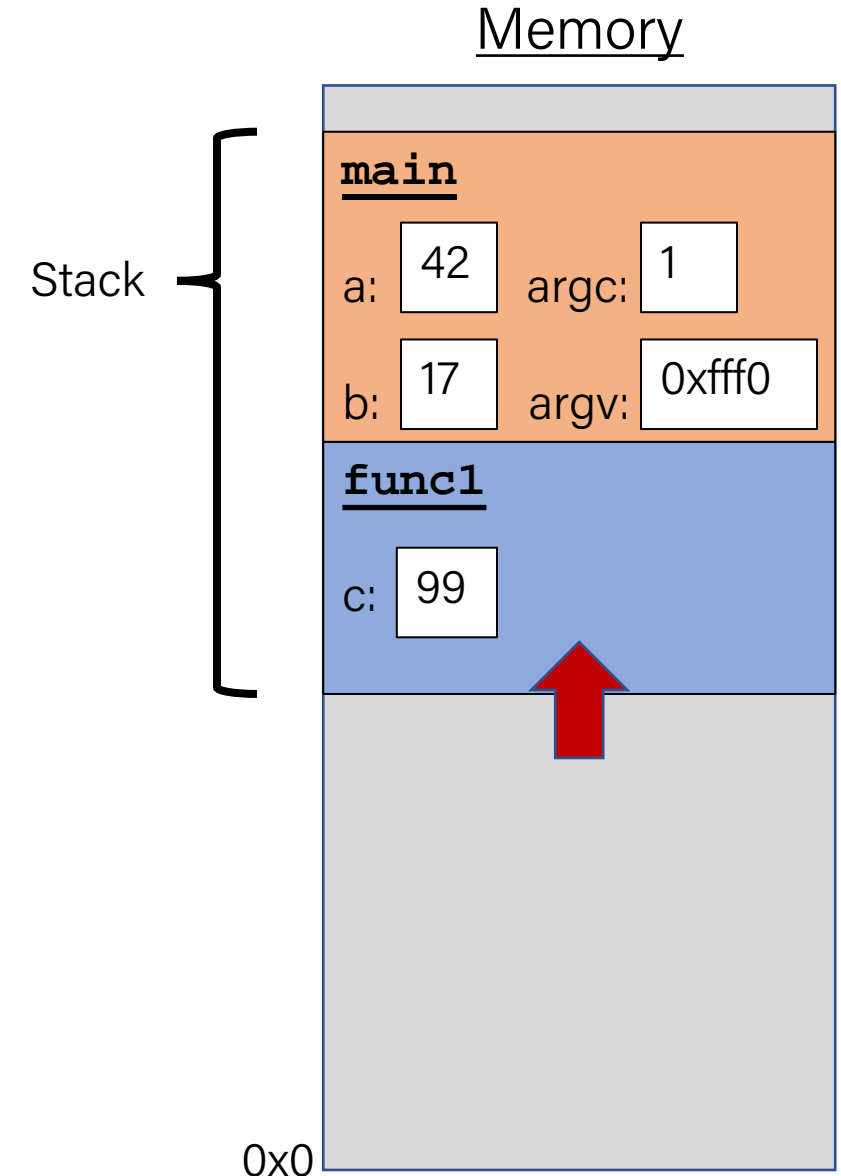 Memory
main
Stack
a: 42 argc: 1
b: 17 argv: 0xfff0
func1
c: 99
0x0